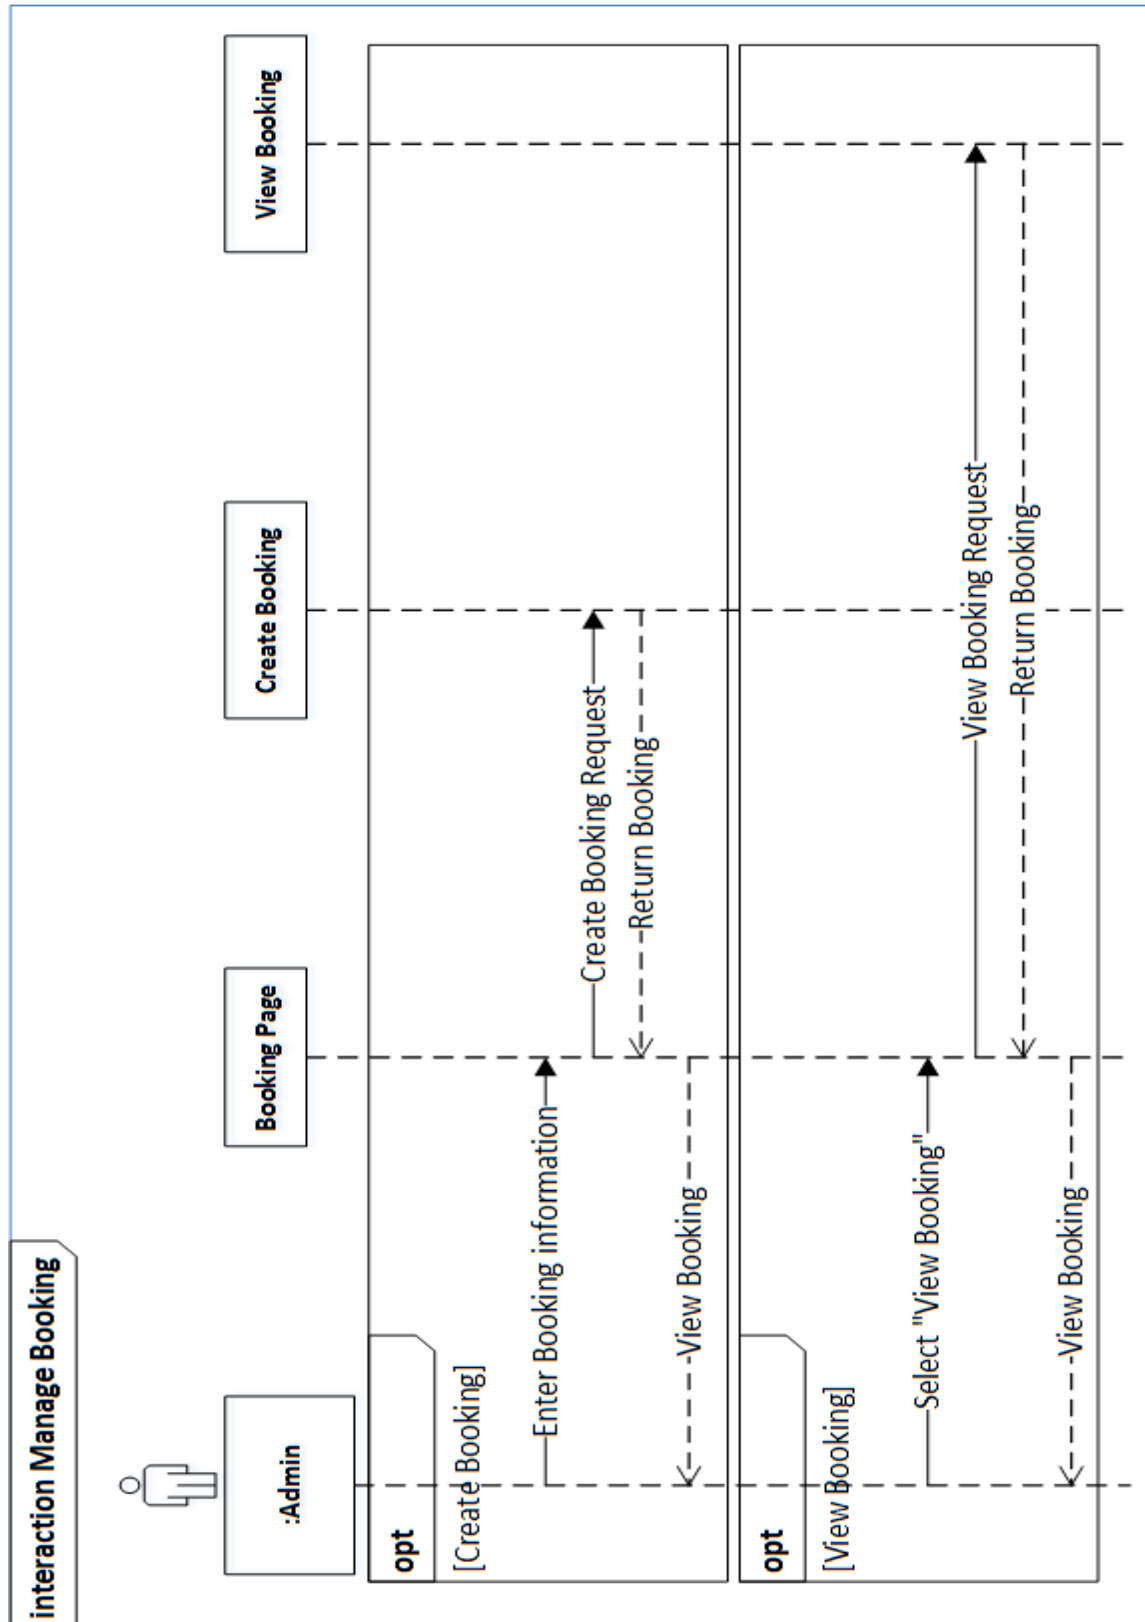 interaction Manage Booking
:Admin
Booking Page
Create Booking
View Booking
opt
[Create Booking]
Enter Booking information
Create Booking Request
Return Booking
View Booking
opt
[View Booking]
Select "View Booking"
View Booking Request
Return Booking
View Booking